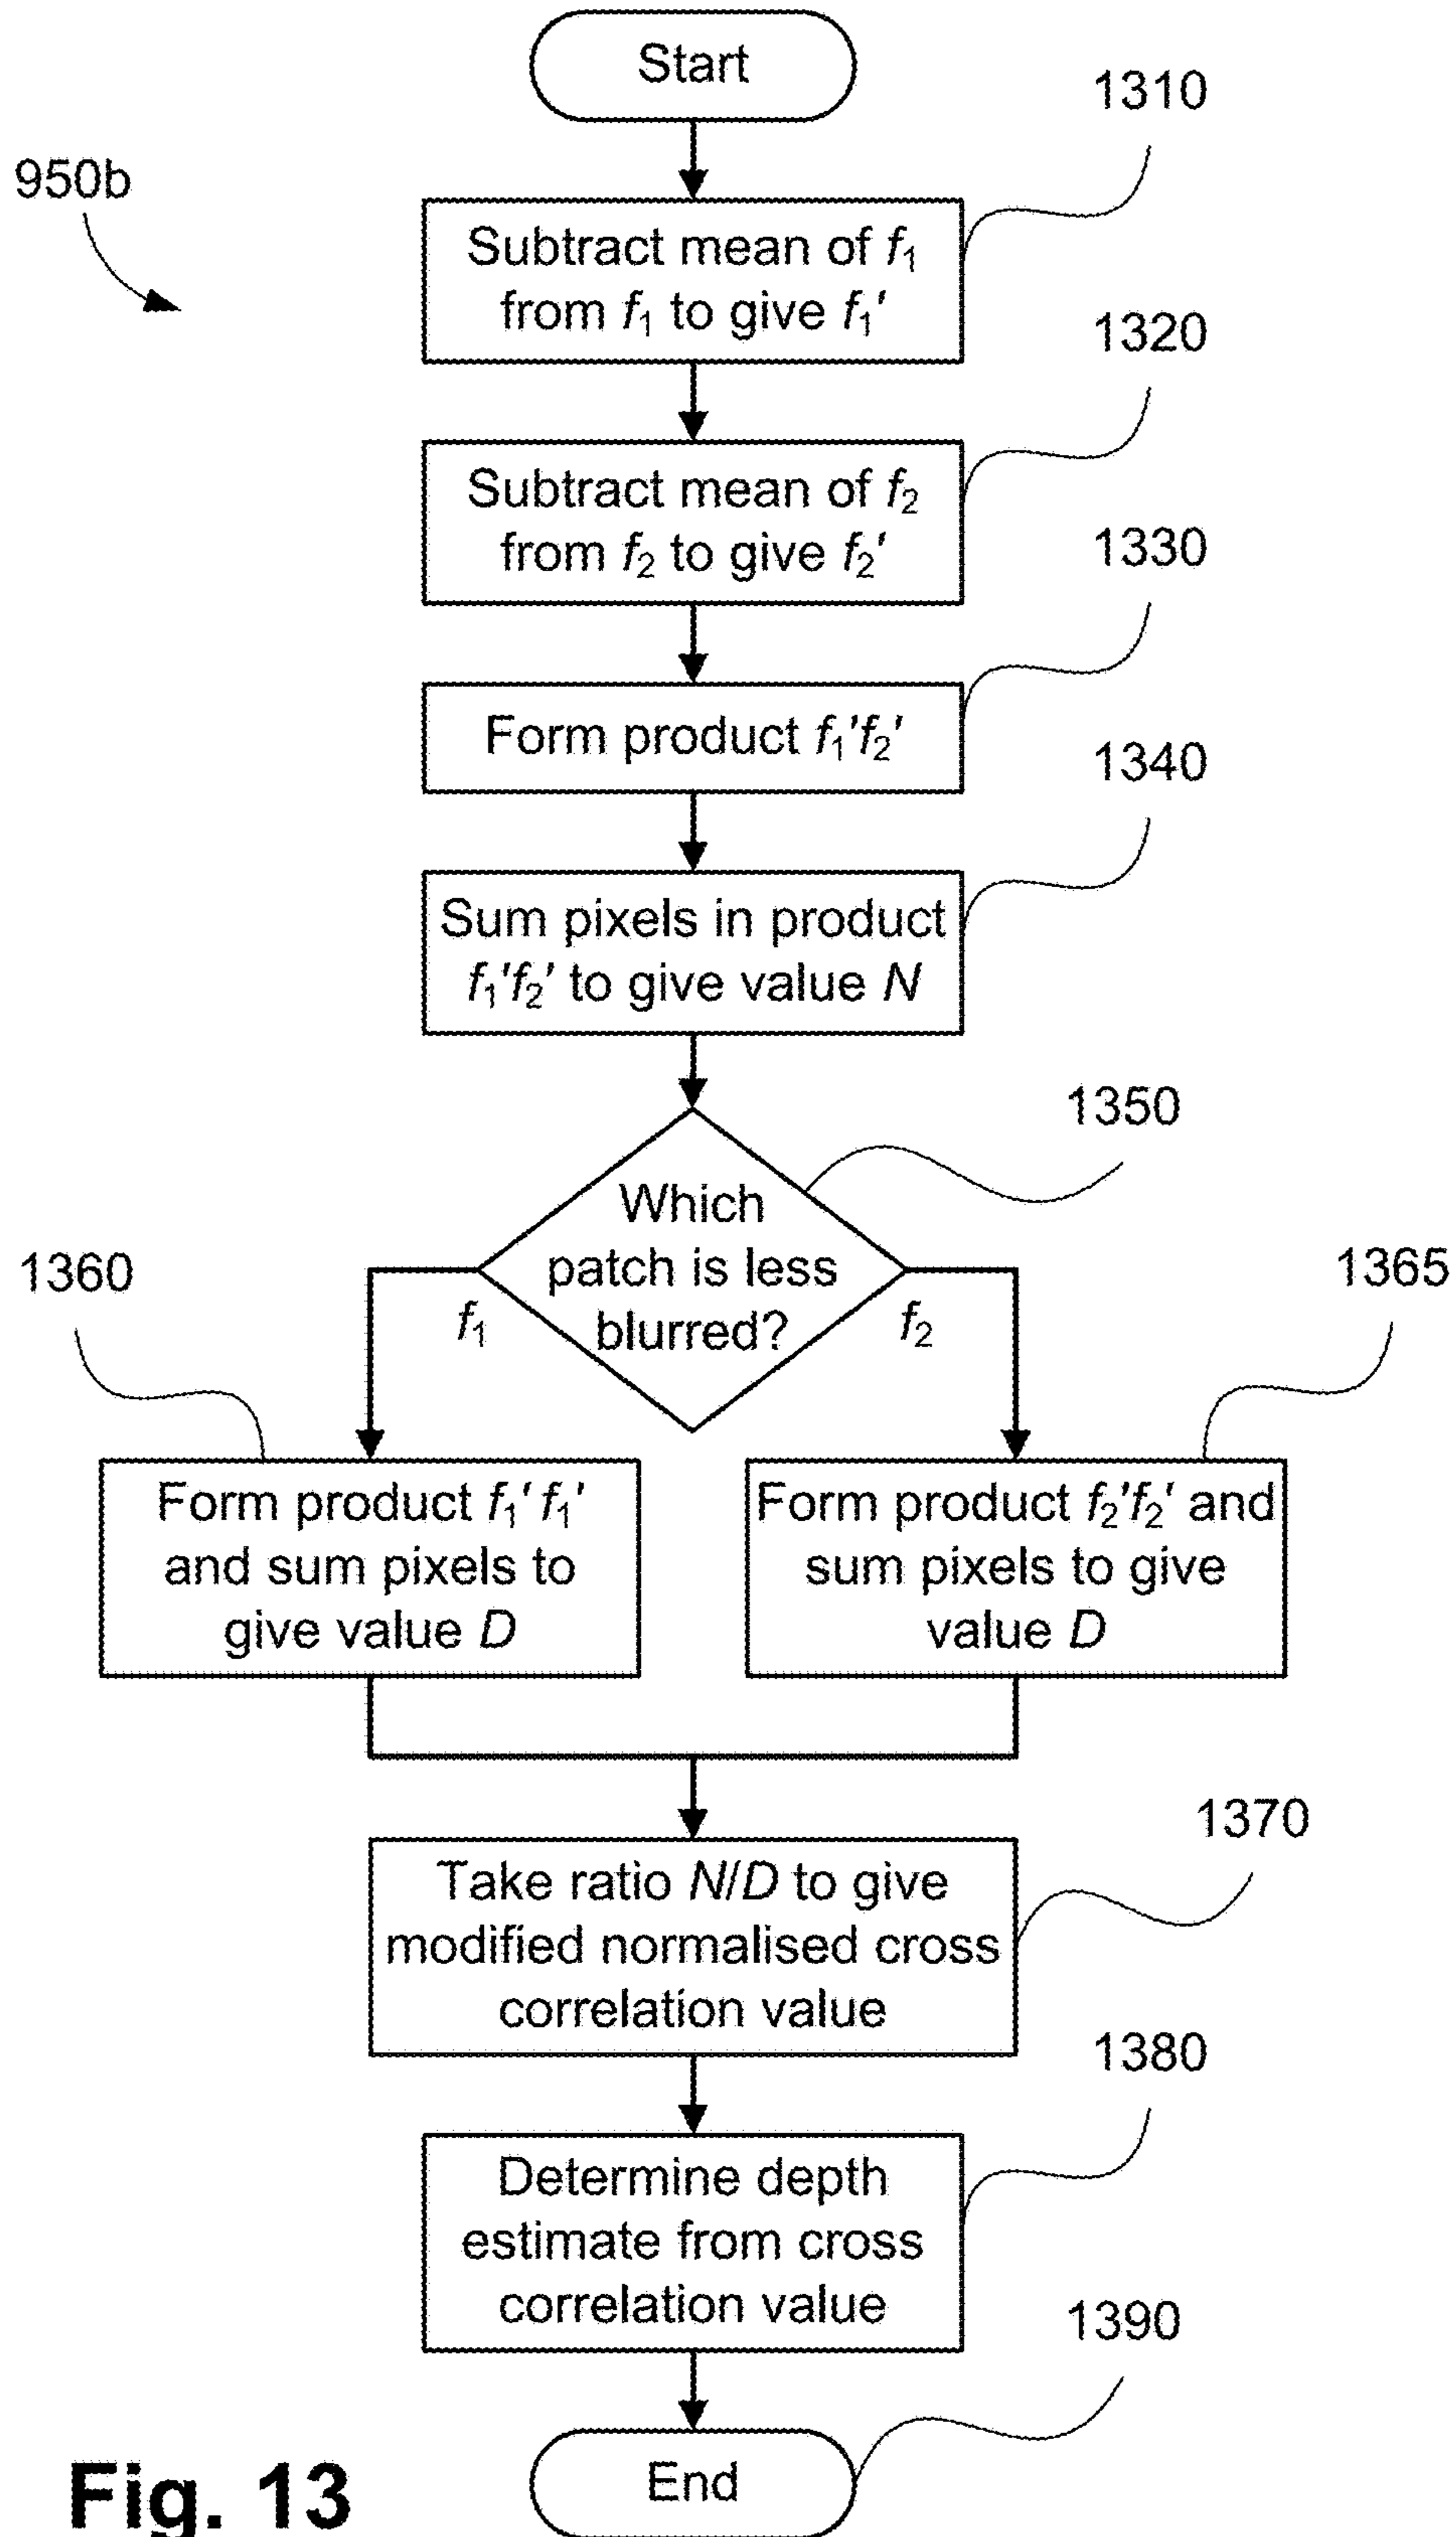 Start
1310
950b
Subtract mean of f₁
from f₁ to give f₁'
1320
Subtract mean of f₂
from f₂ to give f₂'
1330
Form product f₁'f₂'
1340
Sum pixels in product
f₁'f₂' to give value N
1350
Which
patch is less
blurred?
1360
1365
f₁
f₂
Form product f₁' f₁'
and sum pixels to
give value D
Form product f₂'f₂' and
sum pixels to give
value D
1370
Take ratio N/D to give
modified normalised cross
correlation value
1380
Determine depth
estimate from cross
correlation value
1390
End
Fig. 13